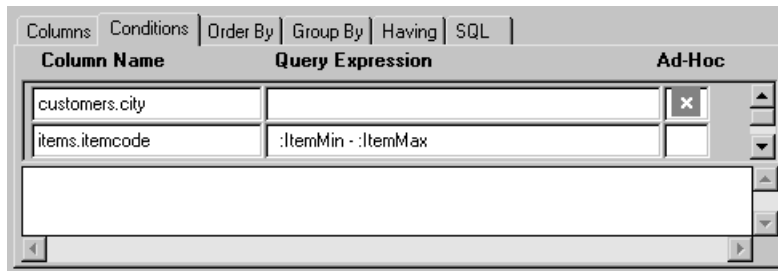 Columns Conditions Order By Group By Having SQL
Column Name Query Expression Ad-Hoc
customers.city
items.itemcode :ItemMin - :ItemMax